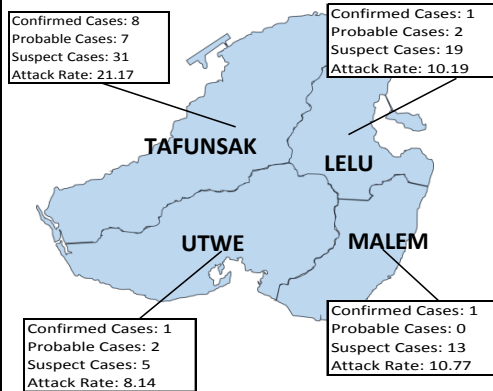 Confirmed Cases: 8
Probable Cases: 7
Suspect Cases: 31
Attack Rate: 21.17
Confirmed Cases: 1
Probable Cases: 2
Suspect Cases: 19
Attack Rate: 10.19
TAFUNSAK
LELU
UTWE
MALEM
Confirmed Cases: 1
Probable Cases: 2
Suspect Cases: 5
Attack Rate: 8.14
Confirmed Cases: 1
Probable Cases: 0
Suspect Cases: 13
Attack Rate: 10.77